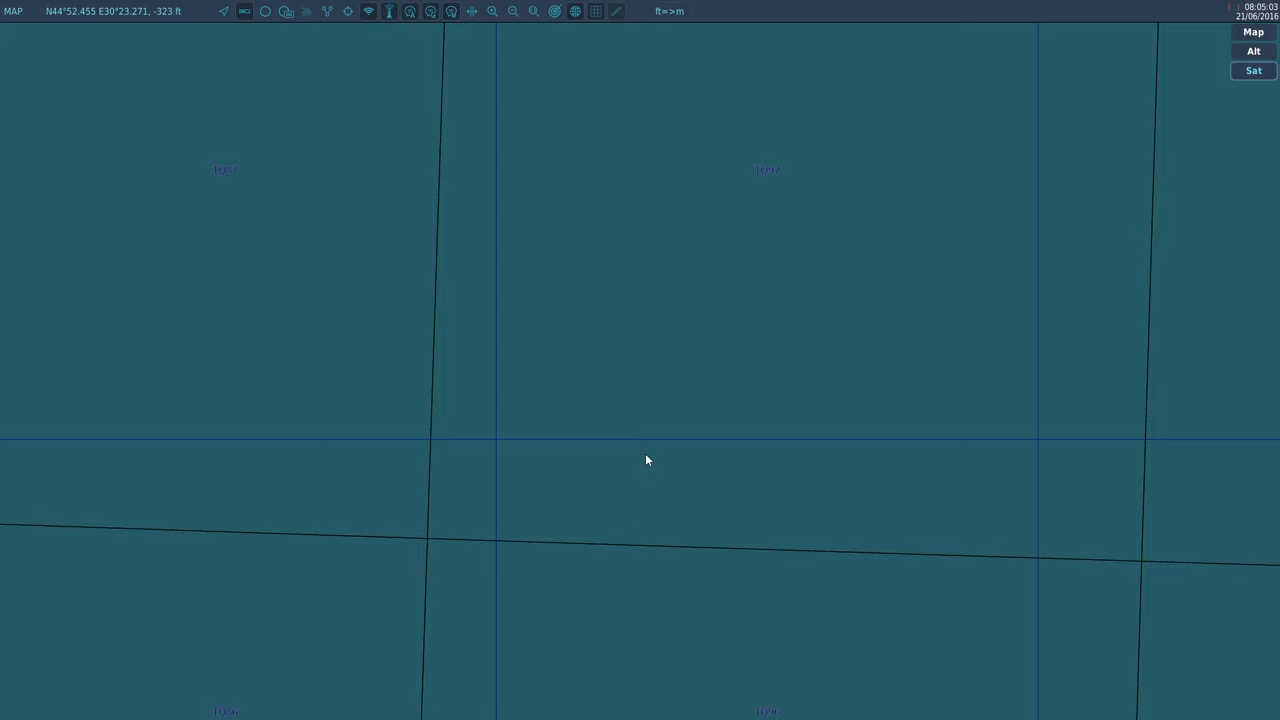 MAP N44°52.455 E30°23.271, -323 ft ft=>m ( ) 08:05:03
21/06/2016
Map
Alt
Sat